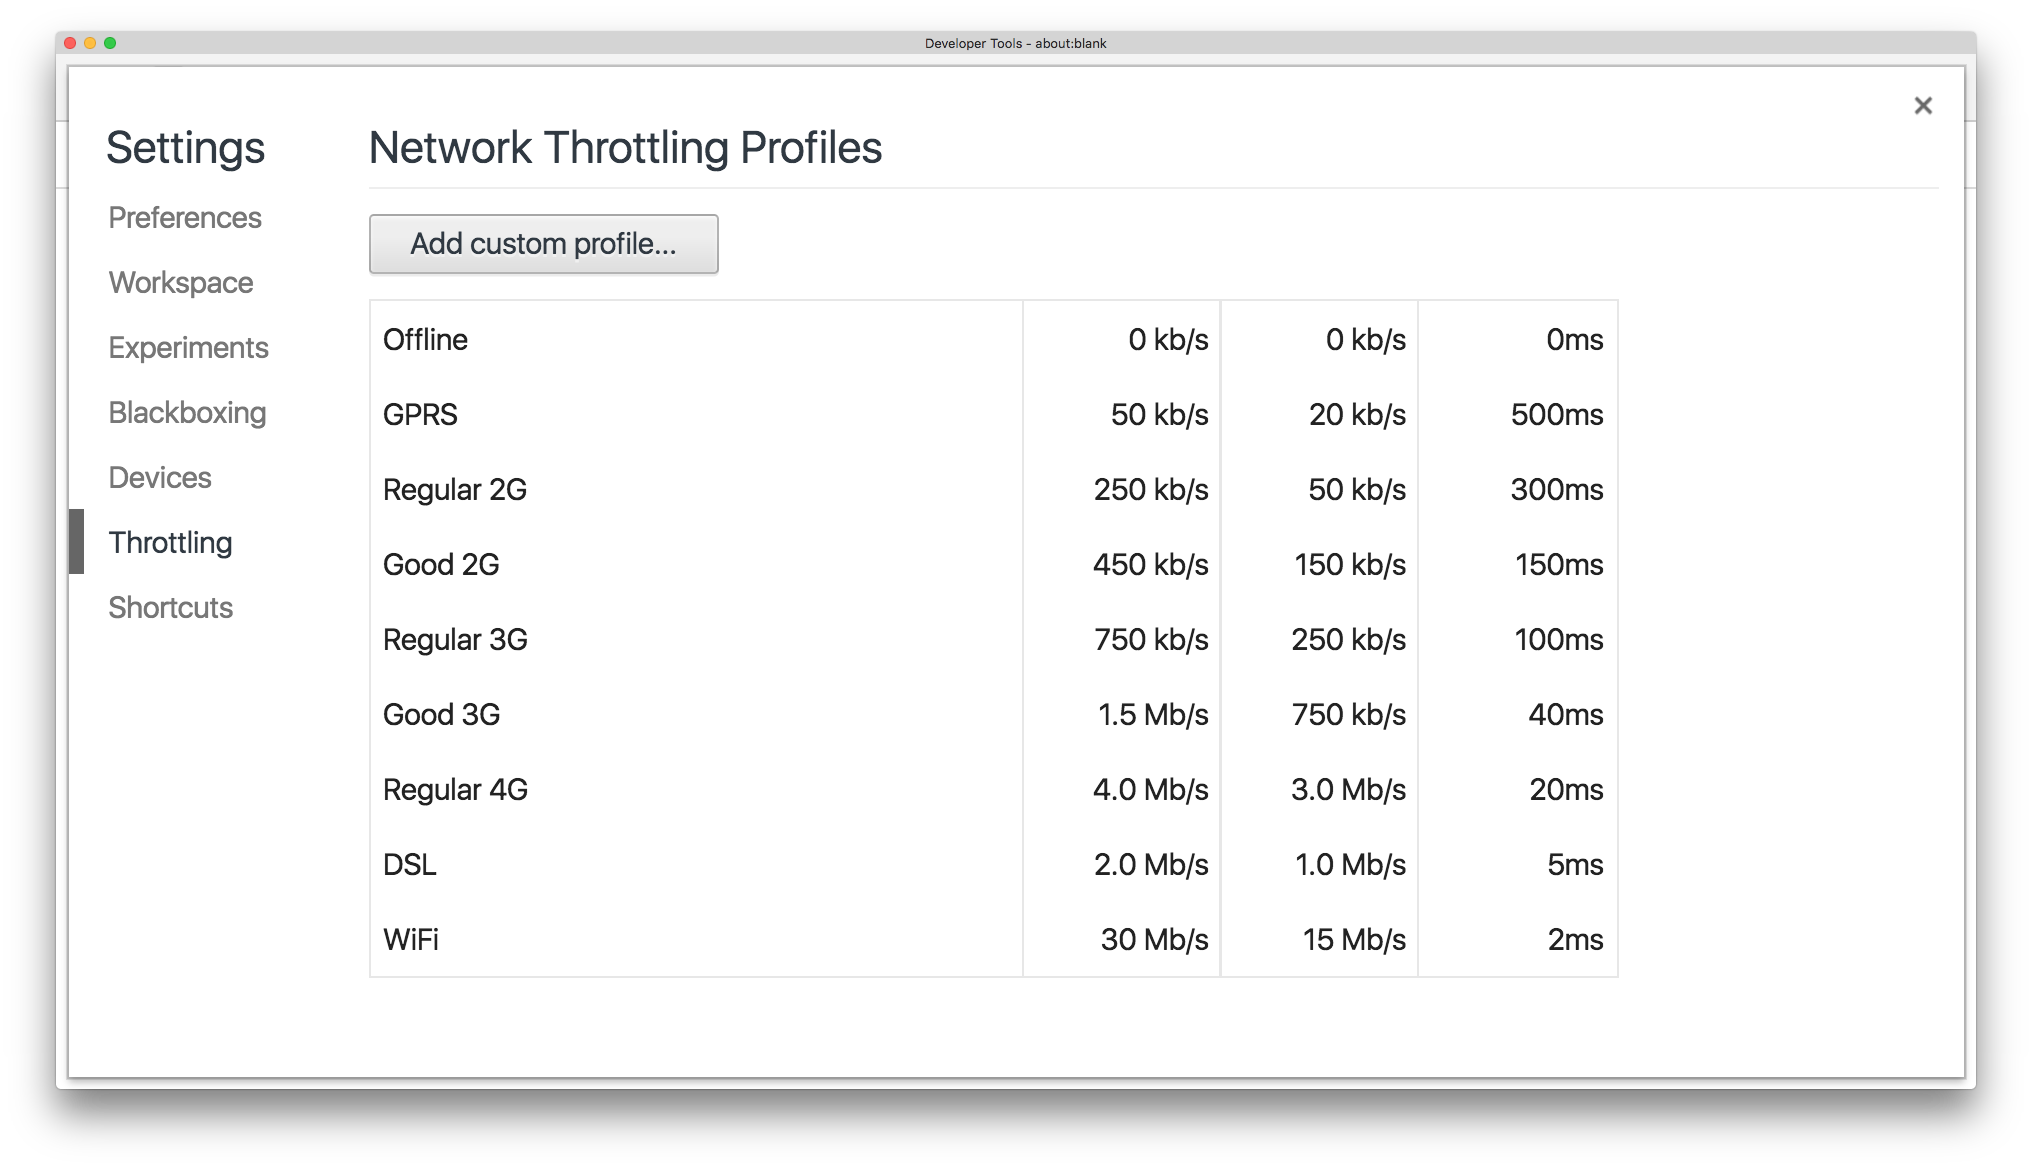 Developer Tools - about:blank
Settings
Preferences
Workspace
Experiments
Blackboxing
Devices
Throttling
Shortcuts
Network Throttling Profiles
Add custom profile...
Offline 0 kb/s 0 kb/s 0ms
GPRS 50 kb/s 20 kb/s 500ms
Regular 2G 250 kb/s 50 kb/s 300ms
Good 2G 450 kb/s 150 kb/s 150ms
Regular 3G 750 kb/s 250 kb/s 100ms
Good 3G 1.5 Mb/s 750 kb/s 40ms
Regular 4G 4.0 Mb/s 3.0 Mb/s 20ms
DSL 2.0 Mb/s 1.0 Mb/s 5ms
WiFi 30 Mb/s 15 Mb/s 2ms